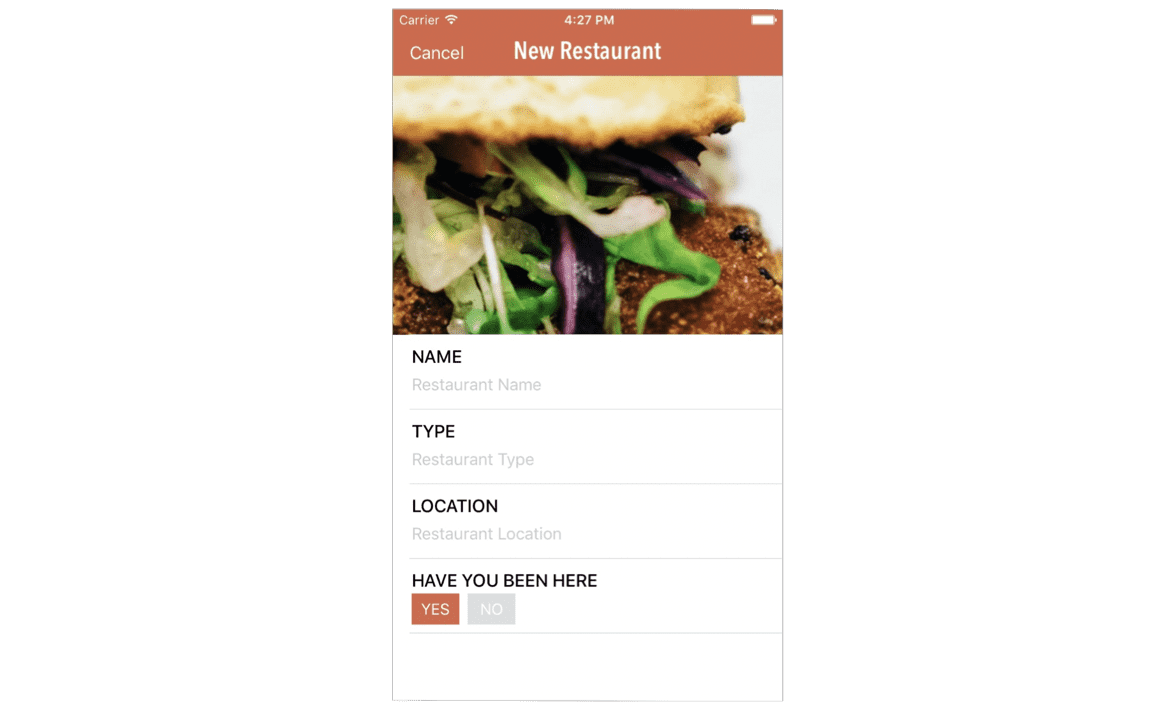 Carrier 4:27 PM
Cancel New Restaurant
NAME
Restaurant Name
TYPE
Restaurant Type
LOCATION
Restaurant Location
HAVE YOU BEEN HERE
YES NO